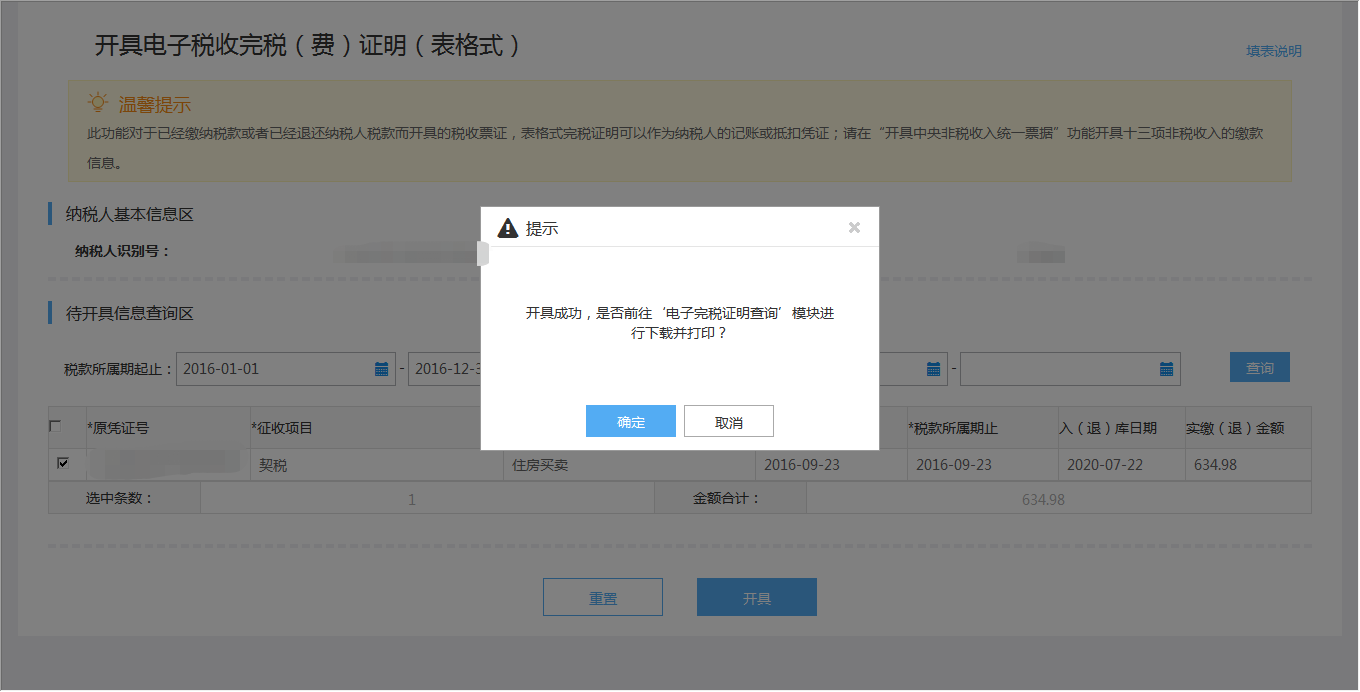 开具电子税收完税（费）证明（表格式）
填表说明
温馨提示
此功能对于已经缴纳税款或者已经退还纳税人税款而开具的税收票证，表格式完税证明可以作为纳税人的记账或抵扣凭证；请在“开具中央非税收入统一票据”功能开具十三项非税收入的缴款
信息。
纳税人基本信息区
纳税人识别号：
待开具信息查询区
税款所属期起止： 2016-01-01 - 2016-12-3 - 查询
*原凭证号 *征收项目 *税款所属期止 入（退）库日期 实缴（退）金额
契税 住房买卖 2016-09-23 2016-09-23 2020-07-22 634.98
选中条数： 1 金额合计： 634.98
重置 开具
提示
开具成功，是否前往‘电子完税证明查询’模块进
行下载并打印？
确定 取消